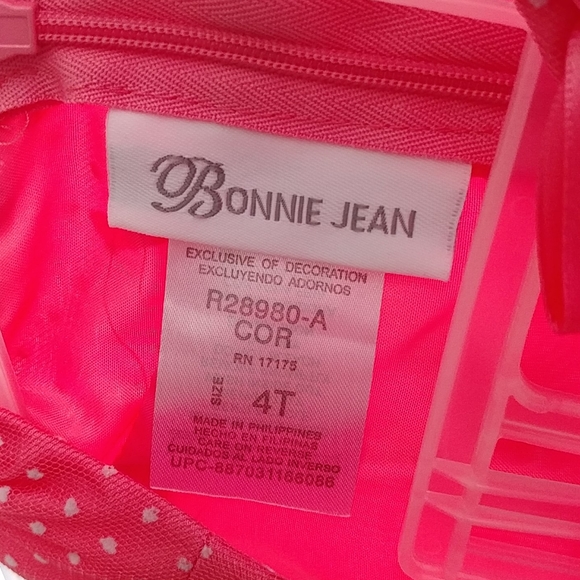 BONNIE JEAN
EXCLUSIVE OF DECORATION
EXCLUYENDO ADORNOS
R28980-A
COR
RN 17175
SIZE 4T
MADE IN PHILIPPINES
HECHO EN FILIPINAS
CARE ON REVERSE
CUIDADOS AL LADO INVERSO
UPC-887031166086